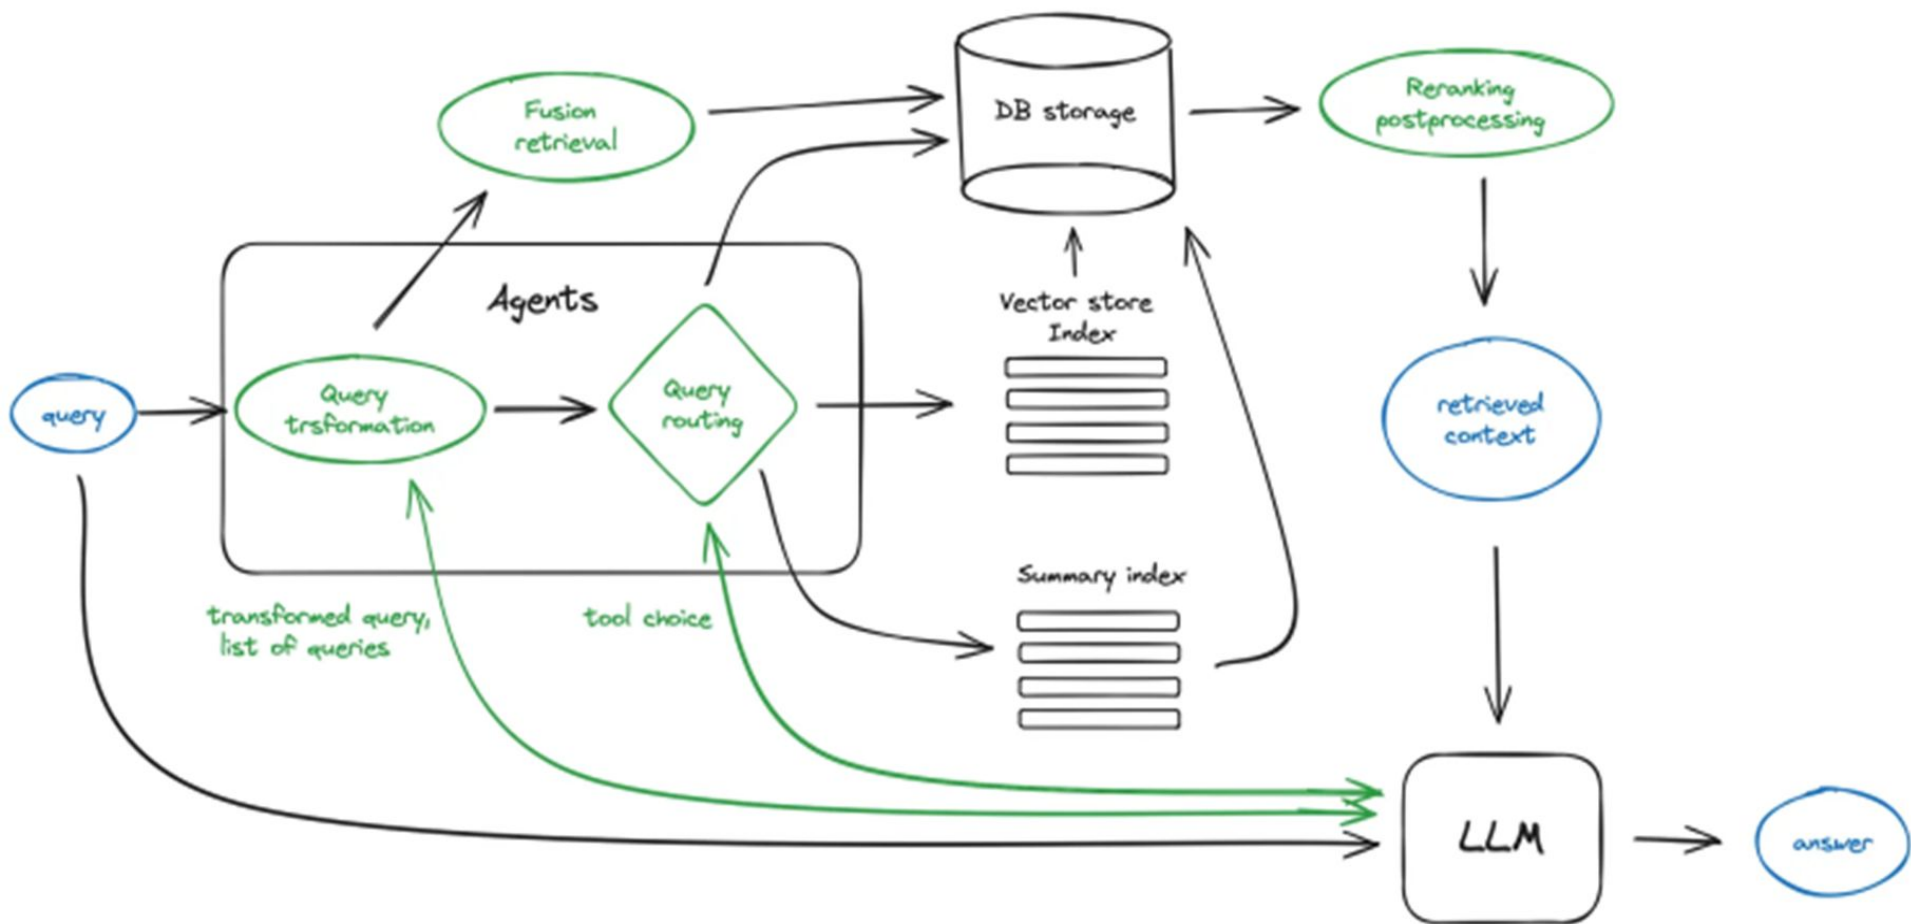 Fusion
retrieval
DB storage
Reranking
postprocessing
Agents
Vector store
Index
query
Query
trsformation
Query
routing
retrieved
context
Summary index
transformed query,
list of queries
tool choice
LLM
answer